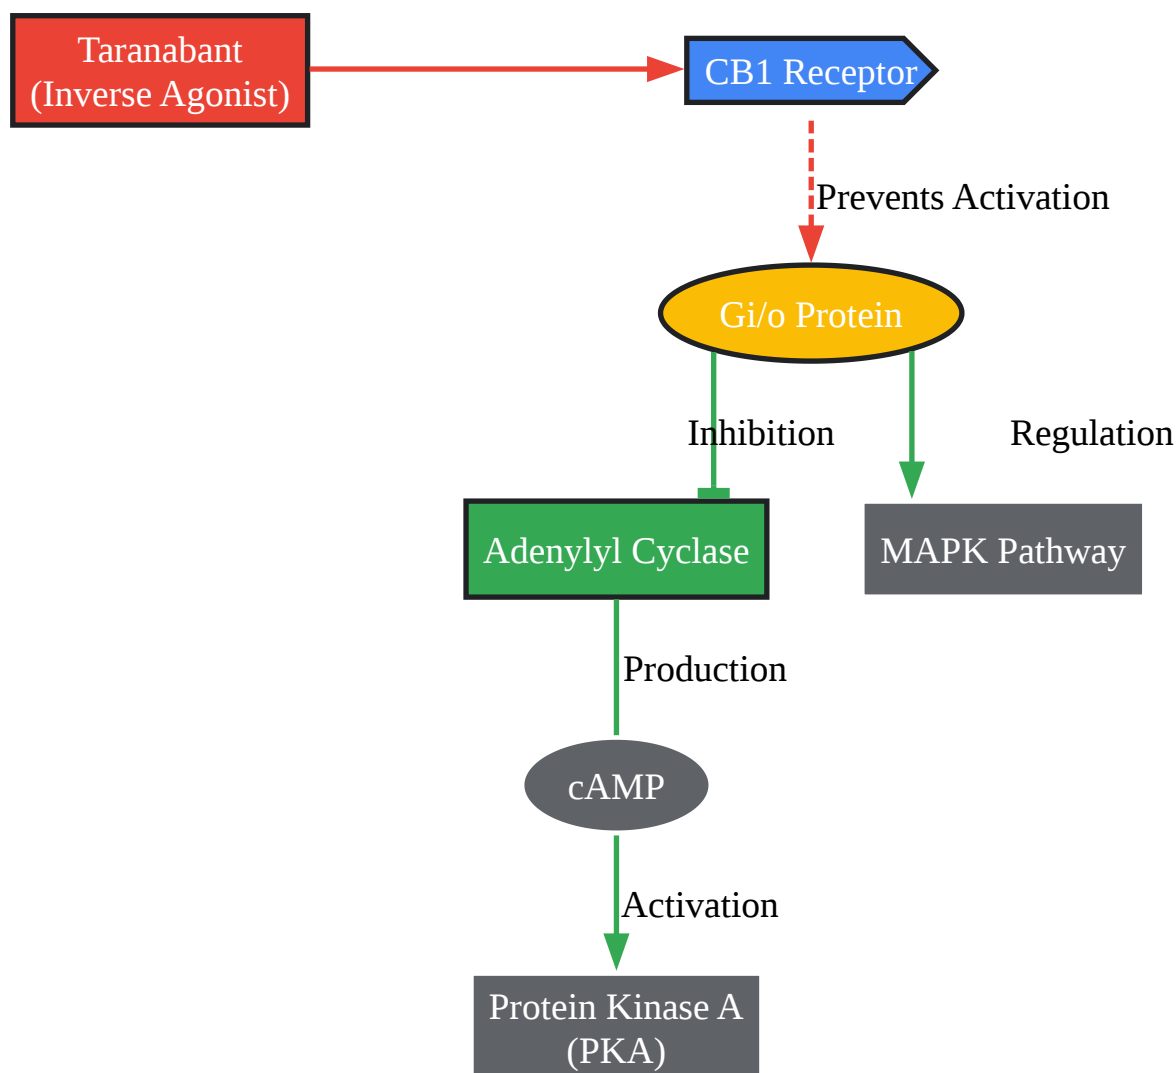 Taranabant
(Inverse Agonist)
CB1 Receptor
Prevents Activation
Gi/o Protein
Inhibition
Regulation
Adenylyl Cyclase
MAPK Pathway
Production
cAMP
Activation
Protein Kinase A
(PKA)